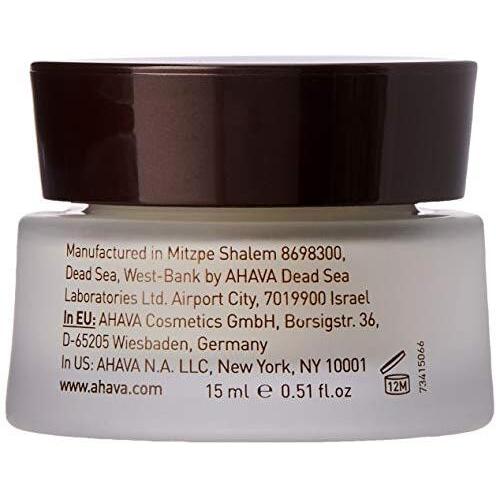 Manufactured in Mitzpe Shalem 8698300,
Dead Sea, West-Bank by AHAVA Dead Sea
Laboratories Ltd. Airport City, 7019900 Israel
In EU: AHAVA Cosmetics GmbH, Borsigstr. 36,
D-65205 Wiesbaden, Germany
In US: AHAVA N.A. LLC, New York, NY 10001
www.ahava.com 15 ml e 0.51 fl.oz
12M
73415066